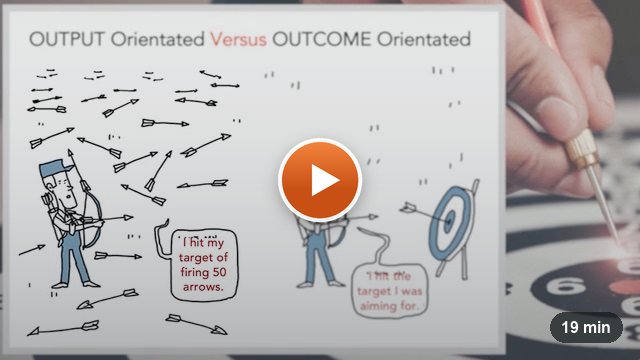 OUTPUT Orientated Versus OUTCOME Orientated
I hit my
target of
firing 50
arrows.
I hit the
target I was
aiming for.
19 min
6